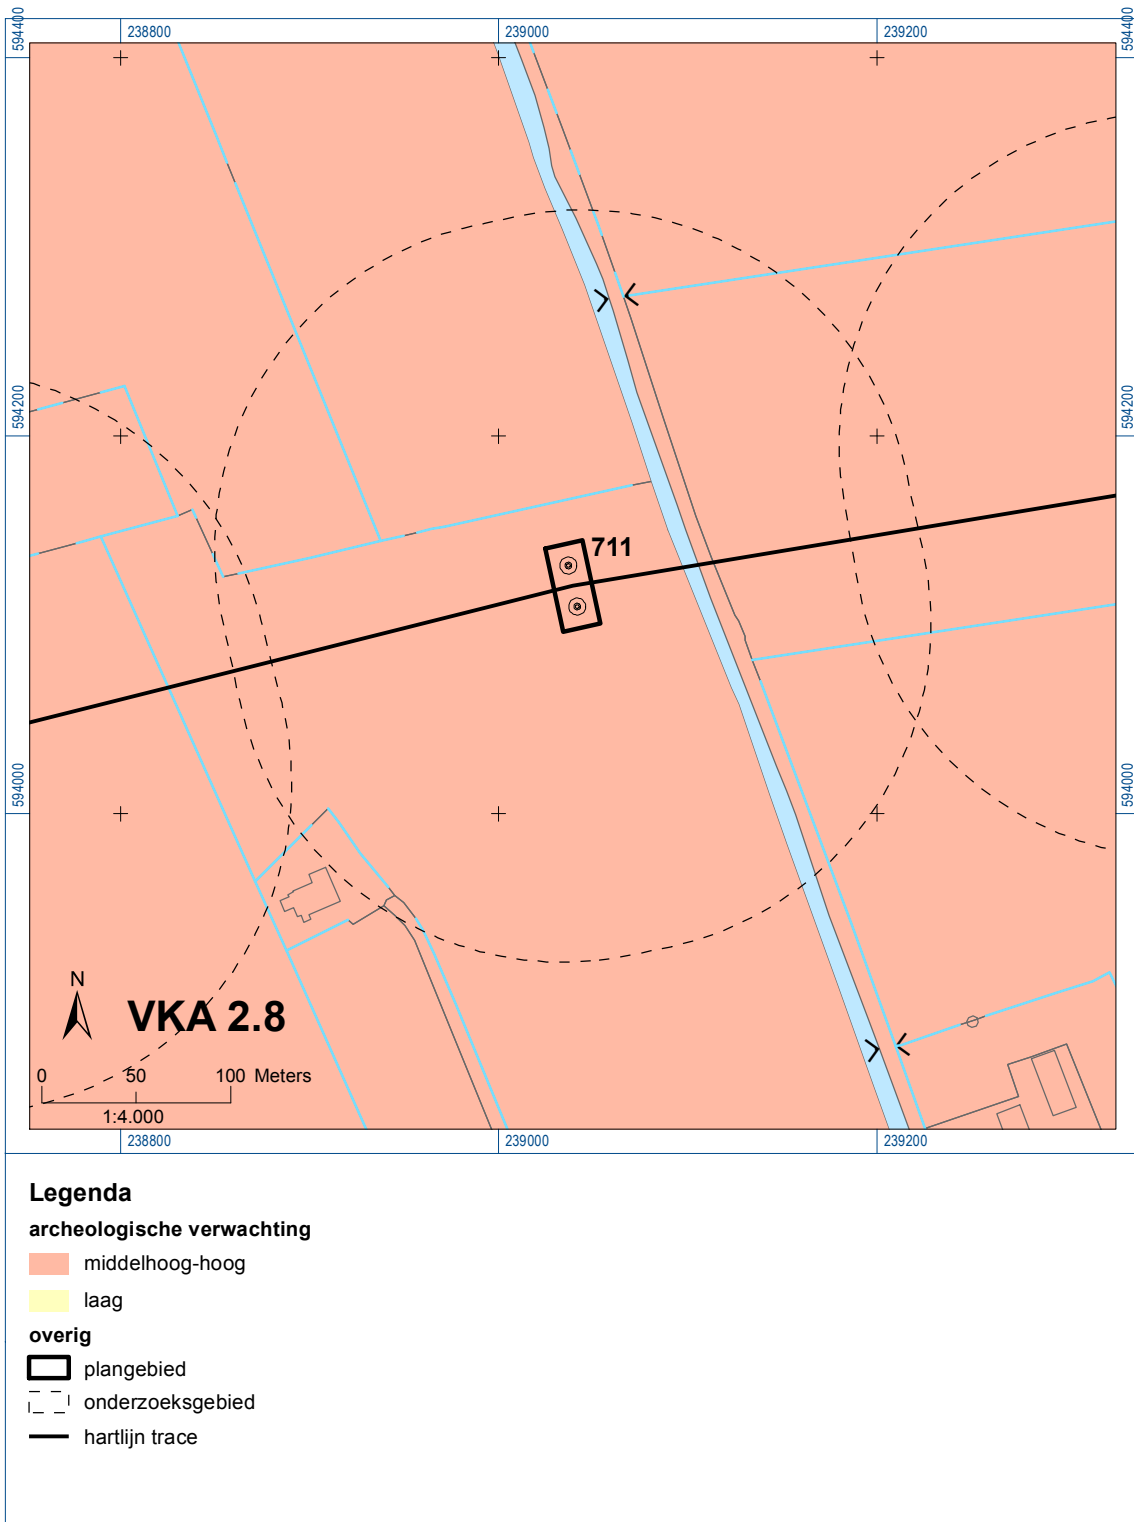 238800 239000 239200
594400 594400
594200 594200
711
594000 594000
N
VKA 2.8
0 50 100 Meters
1:4.000
238800 239000 239200
Legenda
archeologische verwachting
middelhoog-hoog
laag
overig
plangebied
onderzoeksgebied
hartlijn trace